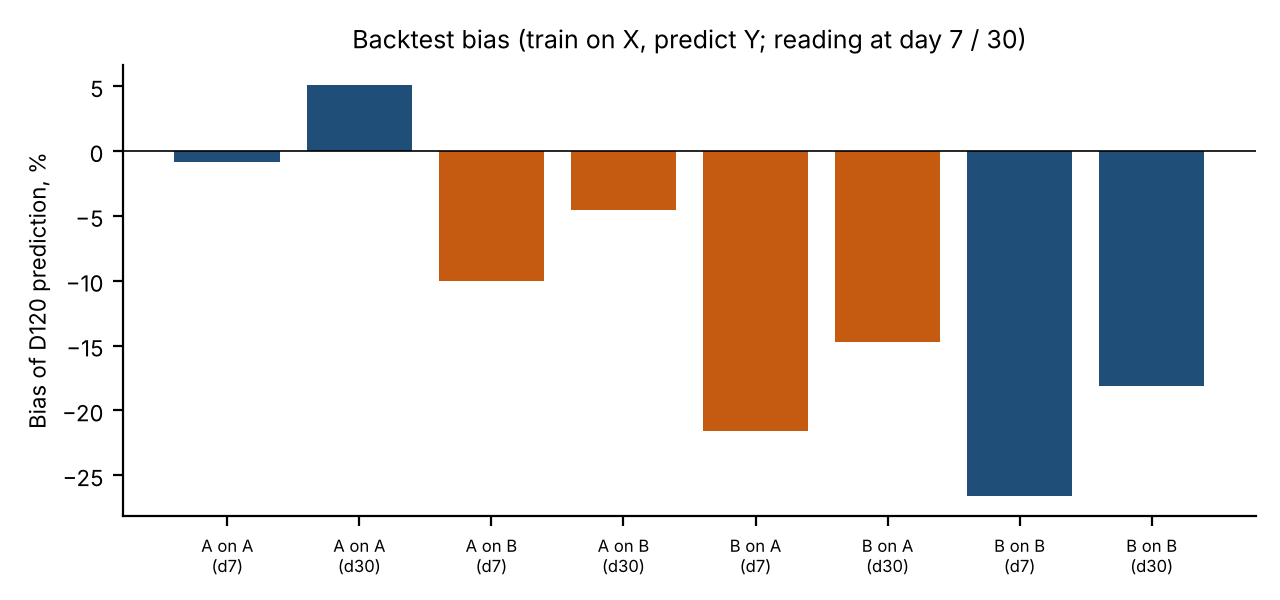 Backtest bias (train on X, predict Y; reading at day 7 / 30)
Bias of D120 prediction, %
5
0
−5
−10
−15
−20
−25
A on A
(d7)
A on A
(d30)
A on B
(d7)
A on B
(d30)
B on A
(d7)
B on A
(d30)
B on B
(d7)
B on B
(d30)